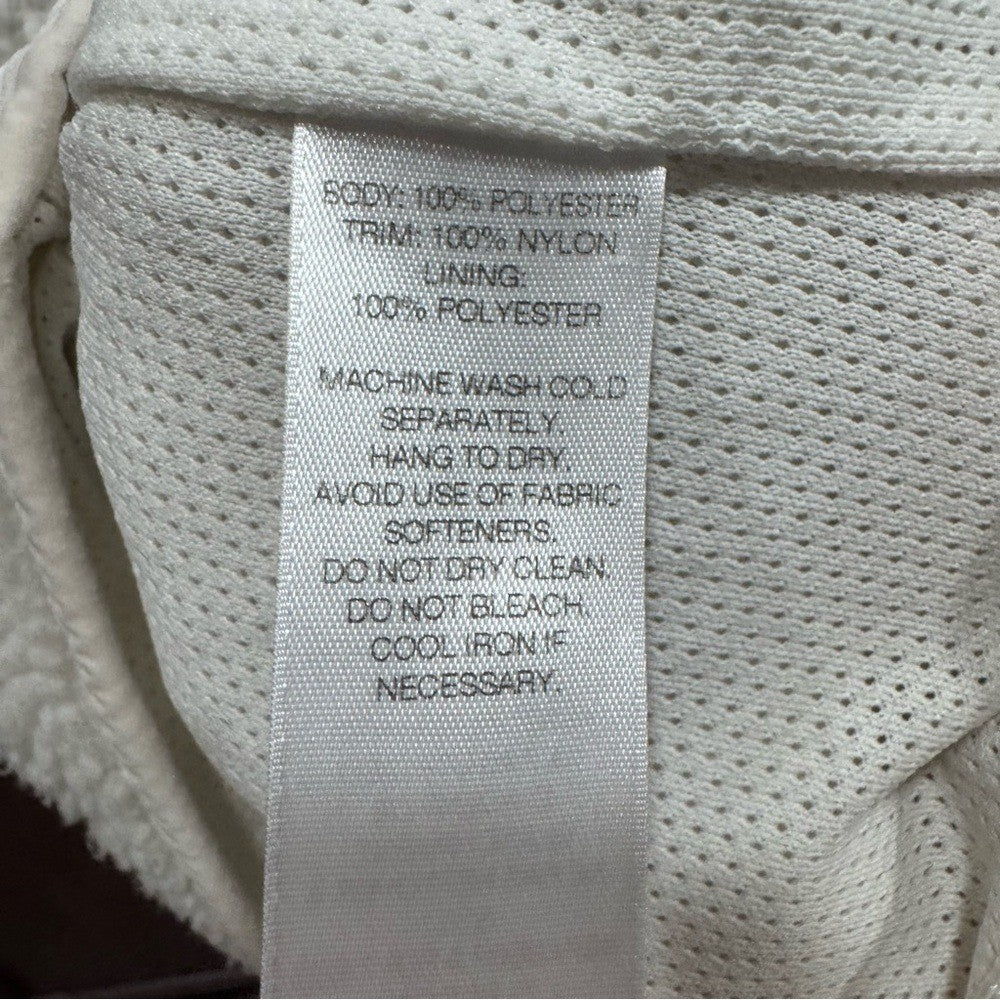 BODY: 100% POLYESTER
TRIM: 100% NYLON
LINING:
100% POLYESTER
MACHINE WASH COLD
SEPARATELY.
HANG TO DRY.
AVOID USE OF FABRIC
SOFTENERS.
DO NOT DRY CLEAN.
DO NOT BLEACH
COOL IRON IF
NECESSARY.